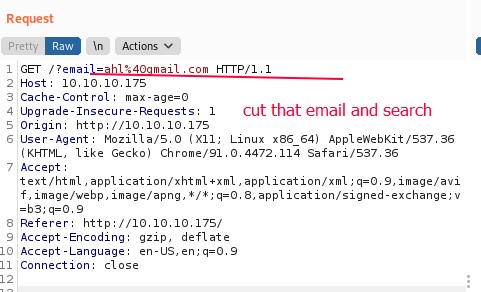 Request
Pretty Raw \n Actions
1 GET /?email=ahl%40gmail.com HTTP/1.1
2 Host: 10.10.10.175
3 Cache-Control: max-age=0
4 Upgrade-Insecure-Requests: 1 cut that email and search
5 Origin: http://10.10.10.175
6 User-Agent: Mozilla/5.0 (X11; Linux x86_64) AppleWebKit/537.36
(KHTML, like Gecko) Chrome/91.0.4472.114 Safari/537.36
7 Accept:
text/html,application/xhtml+xml,application/xml;q=0.9,image/avi
f,image/webp,image/apng,*/*;q=0.8,application/signed-exchange;v
=b3;q=0.9
8 Referer: http://10.10.10.175/
9 Accept-Encoding: gzip, deflate
10 Accept-Language: en-US,en;q=0.9
11 Connection: close
12